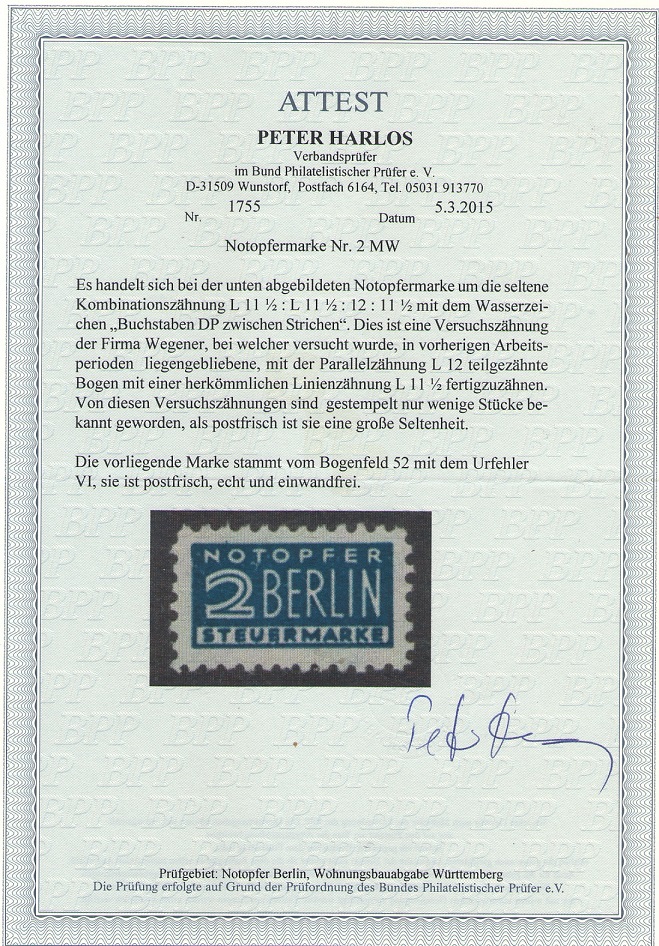 ATTEST
PETER HARLOS
Verbandsprüfer
im Bund Philatelistischer Prüfer e. V.
D-31509 Wunstorf, Postfach 6164, Tel. 05031 913770
Nr. 1755 Datum 5.3.2015
Notopfermarke Nr. 2 MW
Es handelt sich bei der unten abgebildeten Notopfermarke um die seltene
Kombinationszähnung L 11 ½ : L 11 ½ : 12 : 11 ½ mit dem Wasserzei-
chen „Buchstaben DP zwischen Strichen“. Dies ist eine Versuchszähnung
der Firma Wegener, bei welcher versucht wurde, in vorherigen Arbeits-
perioden liegengebliebene, mit der Parallelzähnung L 12 teilgezähnte
Bogen mit einer herkömmlichen Linienzähnung L 11 ½ fertigzuzähnen.
Von diesen Versuchszähnungen sind gestempelt nur wenige Stücke be-
kannt geworden, als postfrisch ist sie eine große Seltenheit.
Die vorliegende Marke stammt vom Bogenfeld 52 mit dem Urfehler
VI, sie ist postfrisch, echt und einwandfrei.
NOTOPFER
2 BERLIN
STEUERMARKE
Prüfgebiet: Notopfer Berlin, Wohnungsbauabgabe Württemberg
Die Prüfung erfolgte auf Grund der Prüfordnung des Bundes Philatelistischer Prüfer e.V.